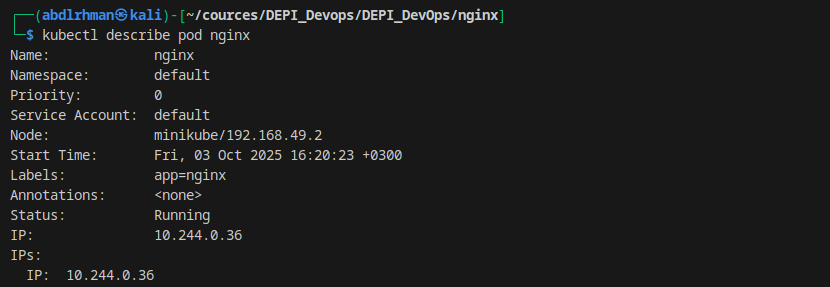 ┌──(abdlrhman㉿kali)-[~/cources/DEPI_Devops/DEPI_DevOps/nginx]
└─$ kubectl describe pod nginx
Name:             nginx
Namespace:        default
Priority:         0
Service Account:  default
Node:             minikube/192.168.49.2
Start Time:       Fri, 03 Oct 2025 16:20:23 +0300
Labels:           app=nginx
Annotations:      <none>
Status:           Running
IP:               10.244.0.36
IPs:
  IP:  10.244.0.36